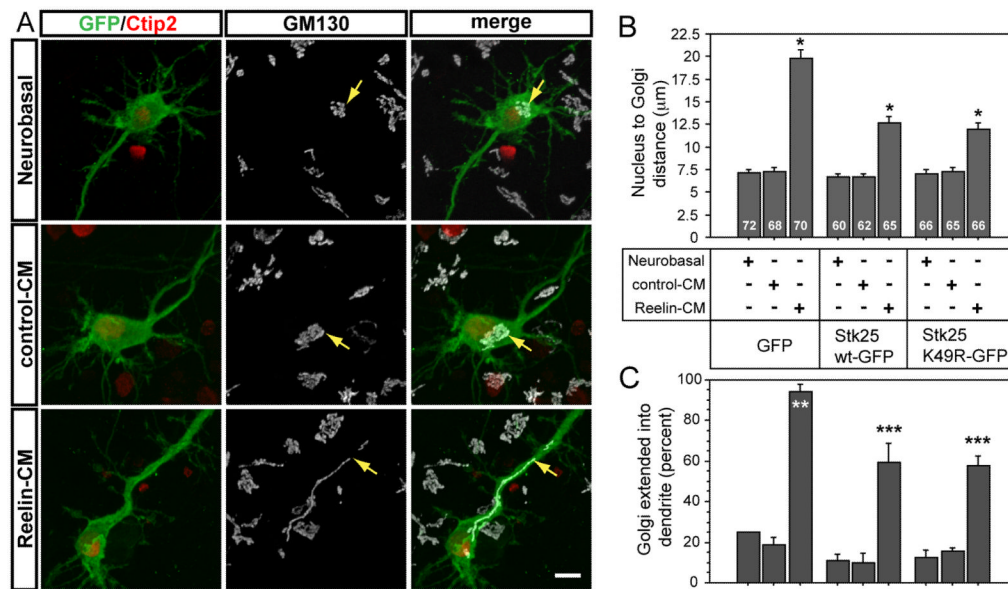 A
GFP/Ctip2
GM130
merge
Neurobasal
control-CM
Reelin-CM
B
Nucleus to Golgi
distance (μm)
22.5
20
17.5
15
12.5
10
7.5
5
2.5
*
*
*
72 68 70 60 62 65 66 65 66
Neurobasal + - - + - - + - -
control-CM - + - - + - - + -
Reelin-CM - - + - - + - - +
GFP
Stk25
wt-GFP
Stk25
K49R-GFP
C
Golgi extended into
dendrite (percent)
100
80
60
40
20
0
**
***
***